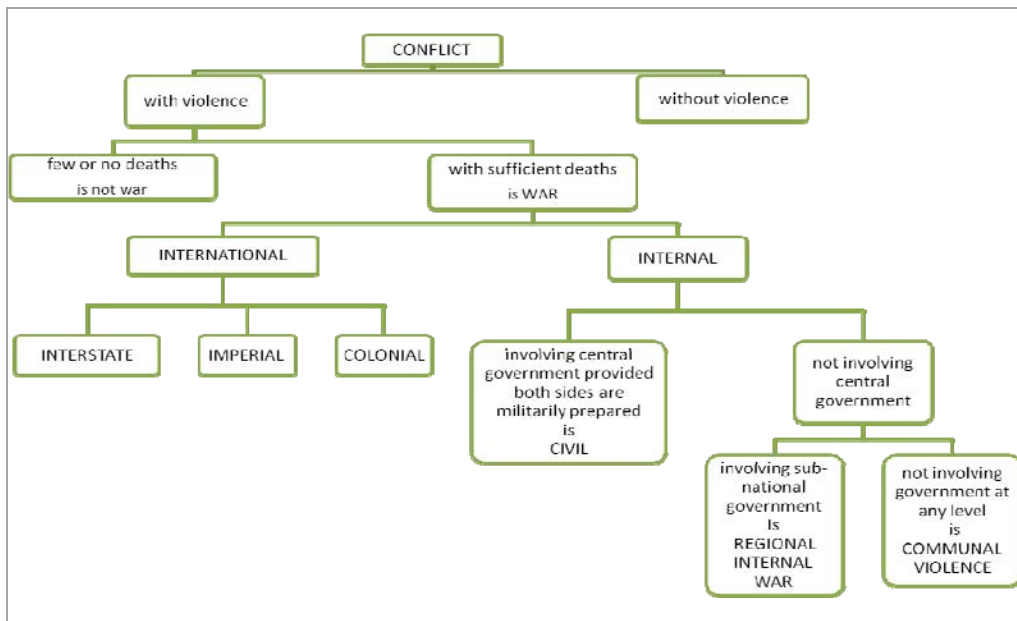 CONFLICT
with violence
without violence
few or no deaths
is not war
with sufficient deaths
is WAR
INTERNATIONAL
INTERNAL
INTERSTATE
IMPERIAL
COLONIAL
involving central
government provided
both sides are
militarily prepared
is
CIVIL
not involving
central
government
involving sub-
national
government
Is
REGIONAL
INTERNAL
WAR
not involving
government at
any level
is
COMMUNAL
VIOLENCE